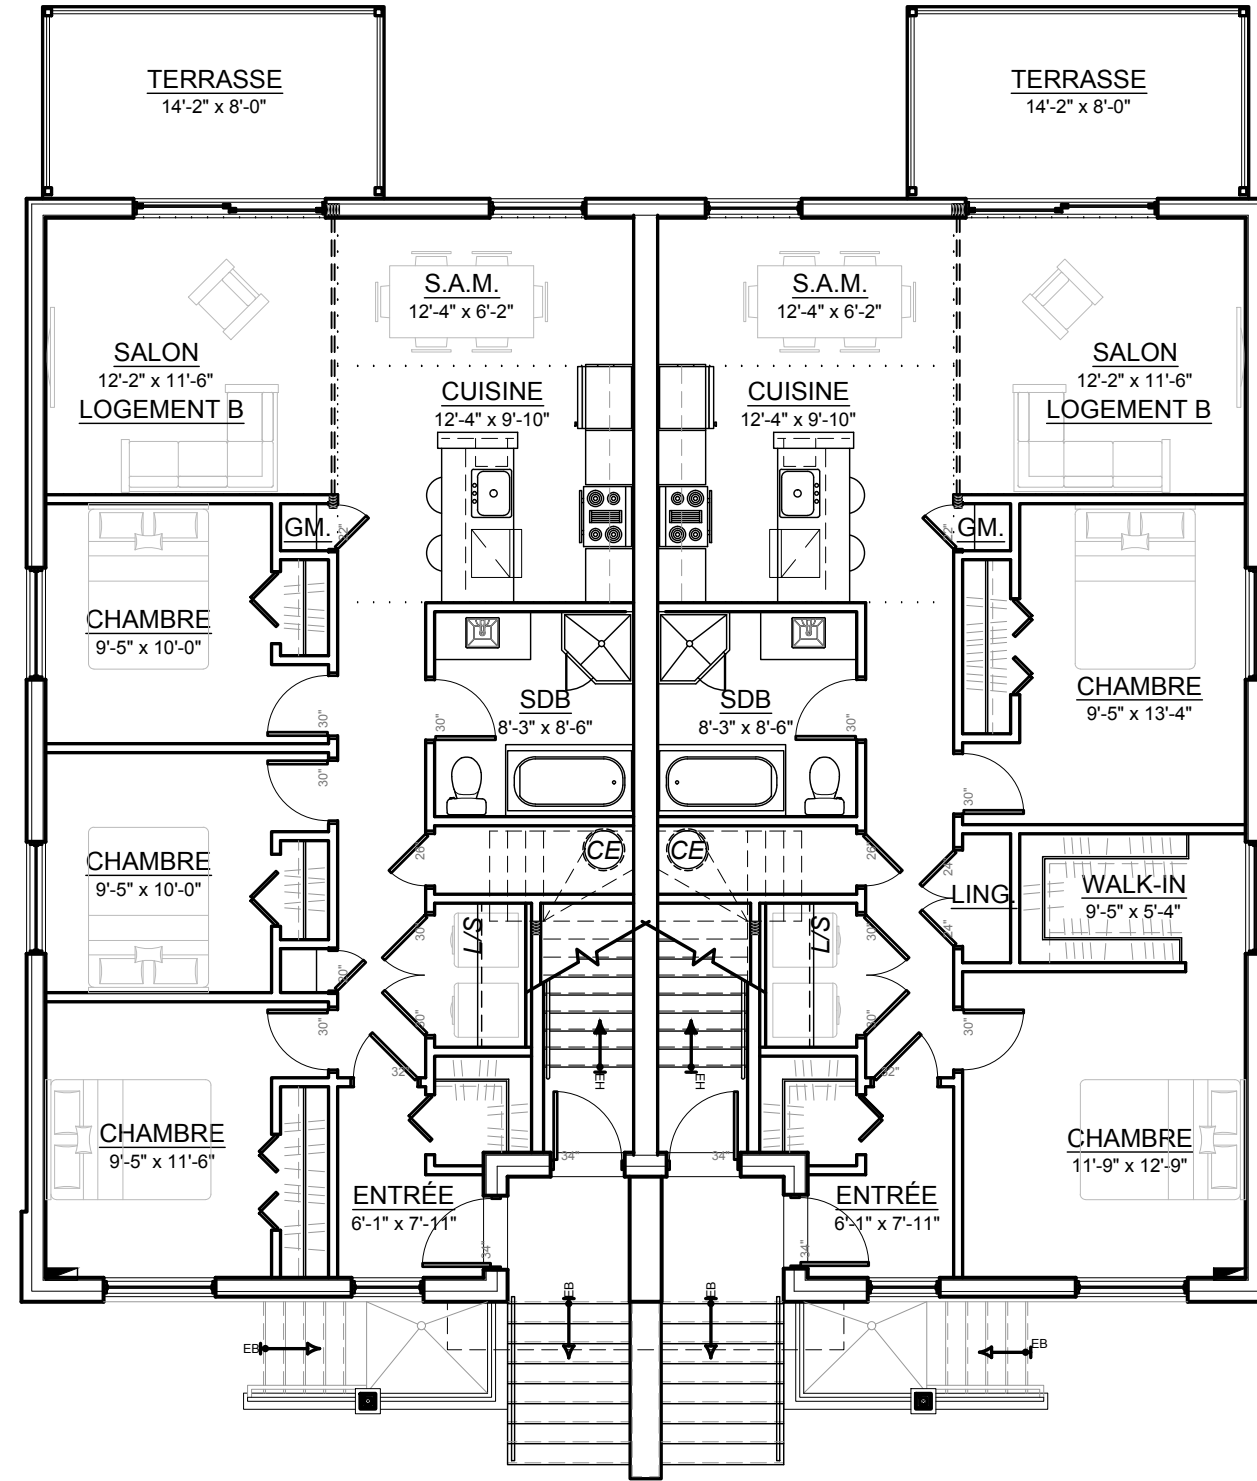 TERRASSE
14'-2" x 8'-0"
TERRASSE
14'-2" x 8'-0"
S.A.M.
12'-4" x 6'-2"
S.A.M.
12'-4" x 6'-2"
SALON
12'-2" x 11'-6"
LOGEMENT B
CUISINE
12'-4" x 9'-10"
CUISINE
12'-4" x 9'-10"
SALON
12'-2" x 11'-6"
LOGEMENT B
GM.
22"
22"
GM.
CHAMBRE
9'-5" x 10'-0"
SDB
8'-3" x 8'-6"
SDB
8'-3" x 8'-6"
CHAMBRE
9'-5" x 13'-4"
30"
30"
30"
30"
30"
CHAMBRE
9'-5" x 10'-0"
26"
CE
CE
26"
24"
LING.
24"
WALK-IN
9'-5" x 5'-4"
30"
L/S
L/S
30"
20"
30"
30"
30"
30"
32"
EH
EH
32"
CHAMBRE
9'-5" x 11'-6"
CHAMBRE
11'-9" x 12'-9"
34"
34"
ENTRÉE
6'-1" x 7'-11"
ENTRÉE
6'-1" x 7'-11"
34"
34"
EB
EB
EB
EB